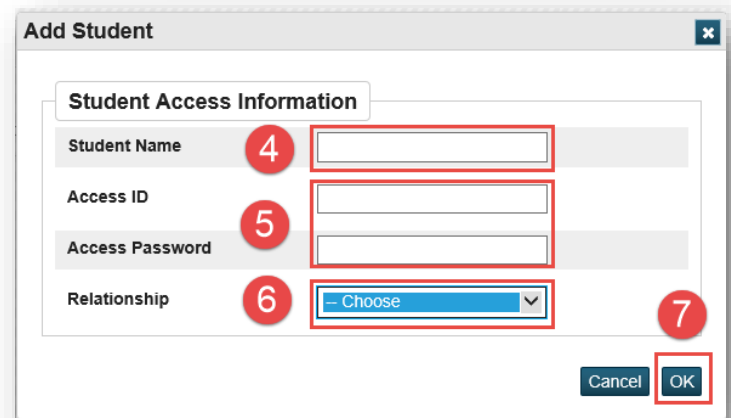 Add Student
x
Student Access Information
Student Name 4
Access ID
5
Access Password
Relationship 6 -- Choose
7
Cancel OK